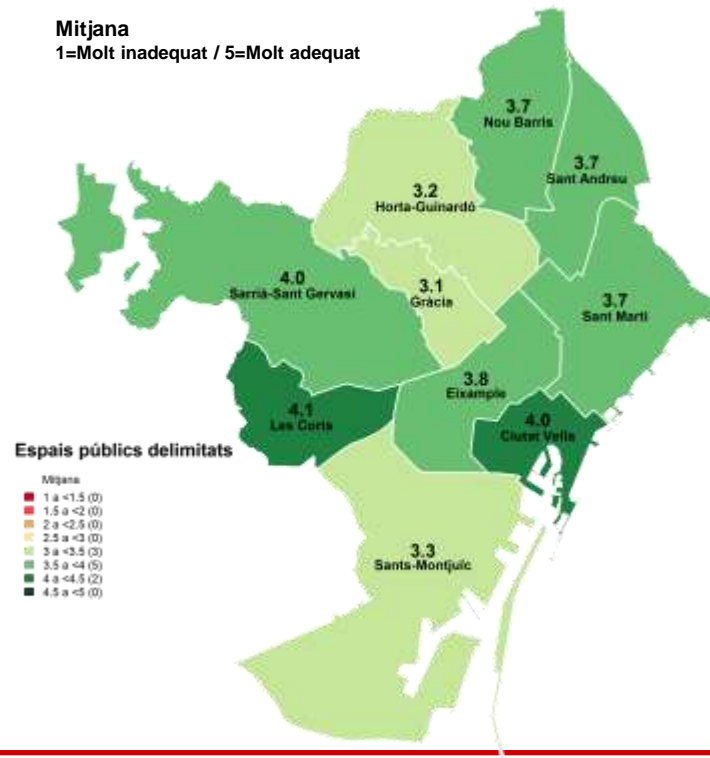 Mitjana
1=Molt inadequat / 5=Molt adequat
3.7
Nou Barris
3.7
Sant Andreu
3.2
Horta-Guinardó
4.0
Sarrià-Sant Gervasi
3.1
Gràcia
3.7
Sant Martí
3.8
Eixample
4.1
Les Corts
4.0
Ciutat Vella
Espais públics delimitats
Mitjana
1 a <1.5 (0)
1.5 a <2 (0)
2 a <2.5 (0)
2.5 a <3 (0)
3 a <3.5 (3)
3.5 a <4 (5)
4 a <4.5 (2)
4.5 a <5 (0)
3.3
Sants-Montjuïc